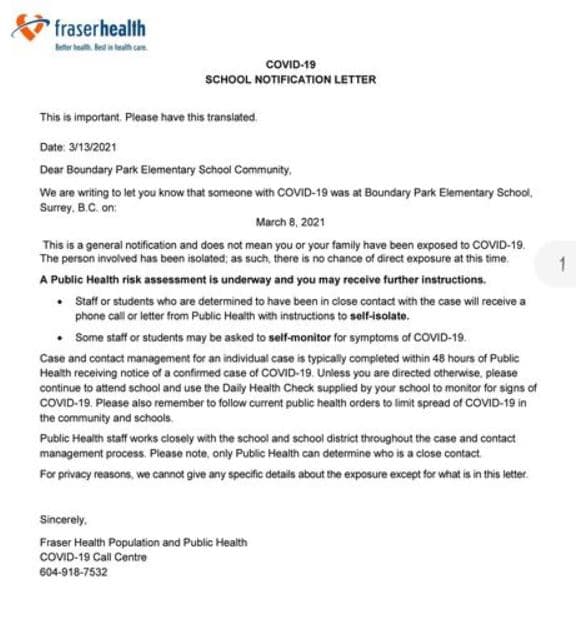 fraserhealth
Better health. Best in health care.
COVID-19
SCHOOL NOTIFICATION LETTER
This is important. Please have this translated.
Date: 3/13/2021
Dear Boundary Park Elementary School Community,
We are writing to let you know that someone with COVID-19 was at Boundary Park Elementary School,
Surrey, B.C. on:
March 8, 2021
This is a general notification and does not mean you or your family have been exposed to COVID-19.
The person involved has been isolated; as such, there is no chance of direct exposure at this time.
A Public Health risk assessment is underway and you may receive further instructions.
• Staff or students who are determined to have been in close contact with the case will receive a
phone call or letter from Public Health with instructions to self-isolate.
• Some staff or students may be asked to self-monitor for symptoms of COVID-19.
Case and contact management for an individual case is typically completed within 48 hours of Public
Health receiving notice of a confirmed case of COVID-19. Unless you are directed otherwise, please
continue to attend school and use the Daily Health Check supplied by your school to monitor for signs of
COVID-19. Please also remember to follow current public health orders to limit spread of COVID-19 in
the community and schools.
Public Health staff works closely with the school and school district throughout the case and contact
management process. Please note, only Public Health can determine who is a close contact.
For privacy reasons, we cannot give any specific details about the exposure except for what is in this letter.
Sincerely,
Fraser Health Population and Public Health
COVID-19 Call Centre
604-918-7532
1